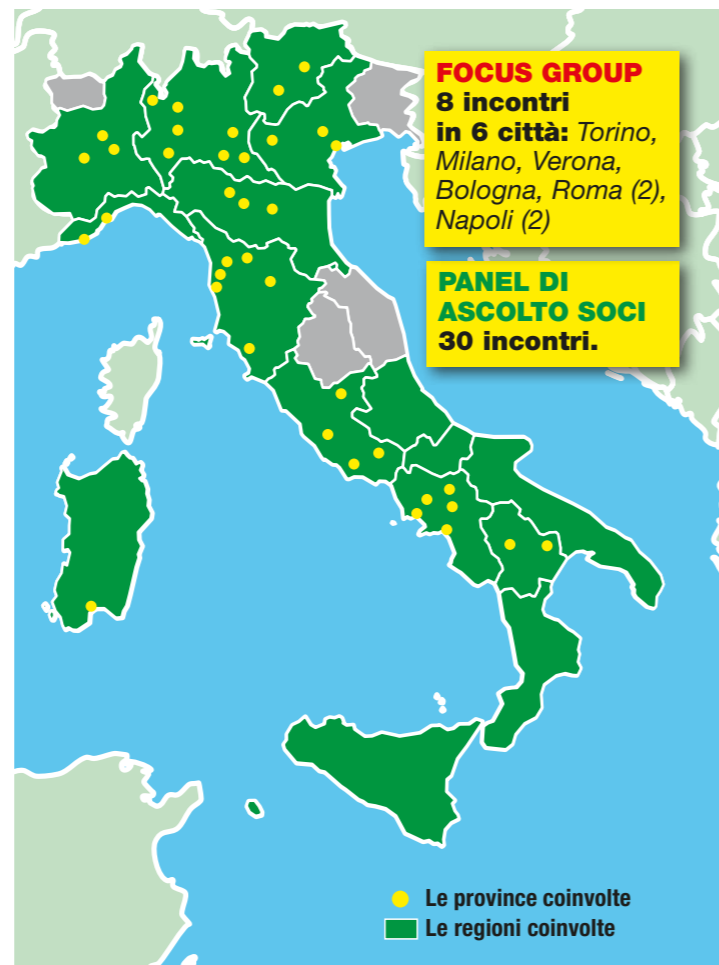 FOCUS GROUP
8 incontri
in 6 città: Torino,
Milano, Verona,
Bologna, Roma (2),
Napoli (2)
PANEL DI
ASCOLTO SOCI
30 incontri.
Le province coinvolte
Le regioni coinvolte